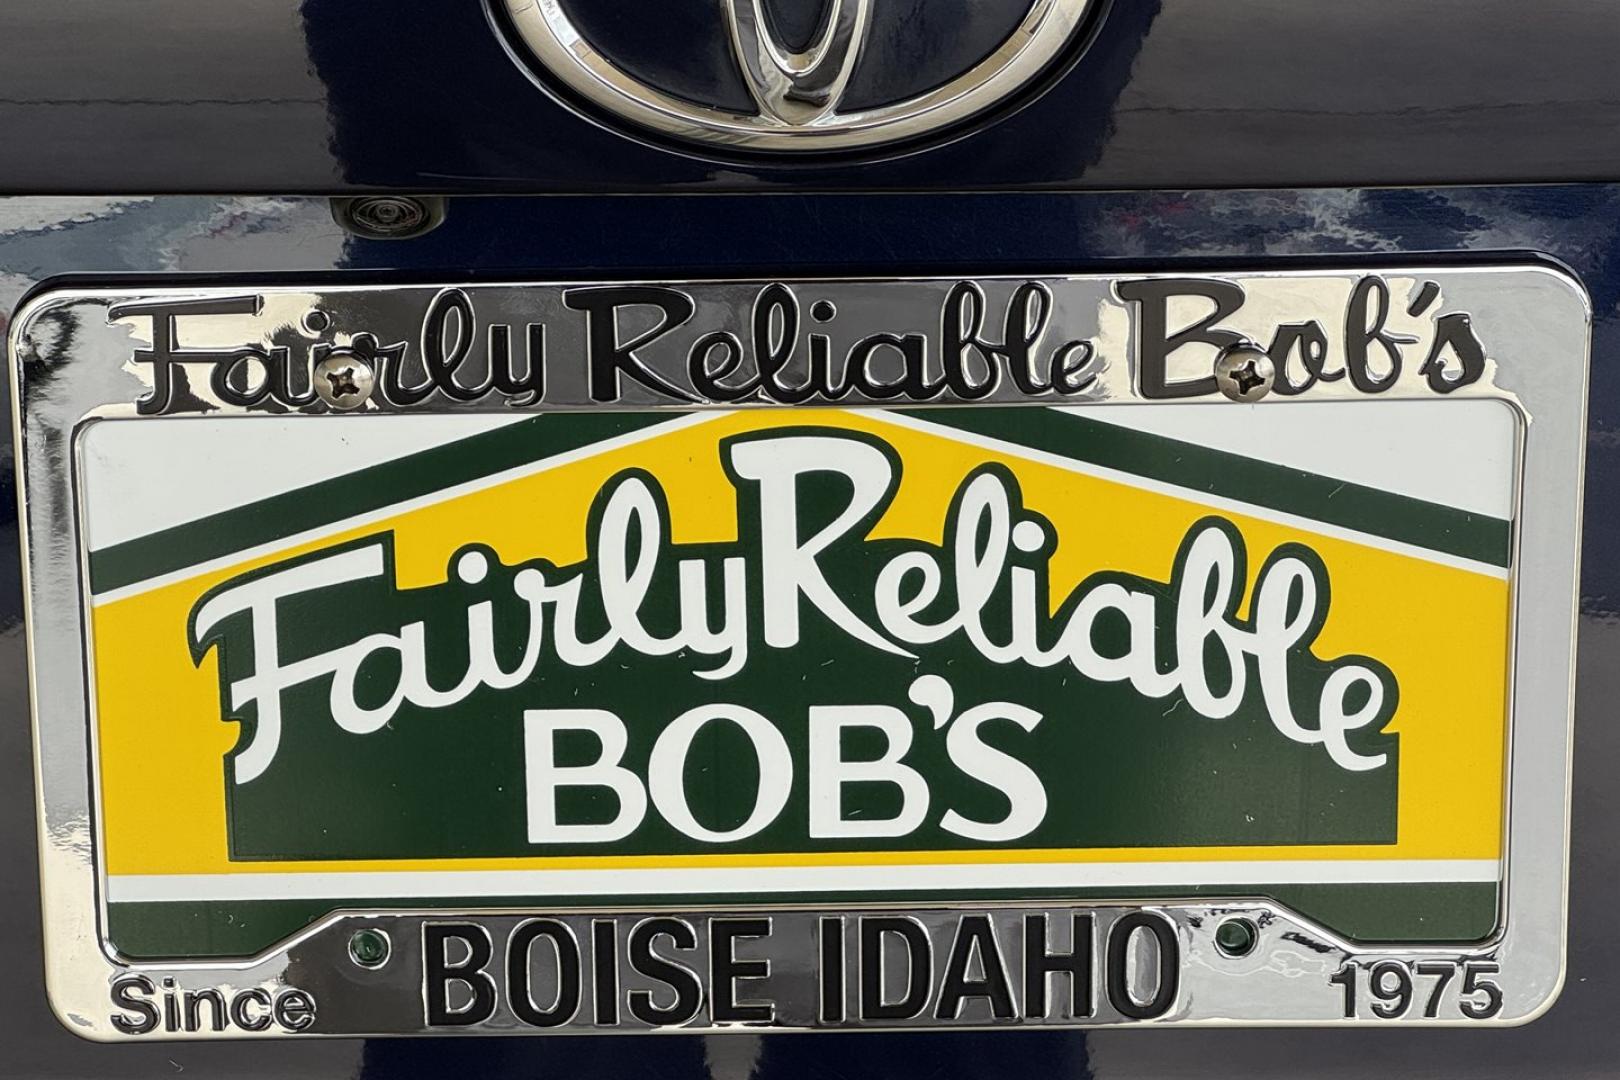 Fairly Reliable Bob's
Fairly Reliable
BOB'S
Since BOISE IDAHO 1975